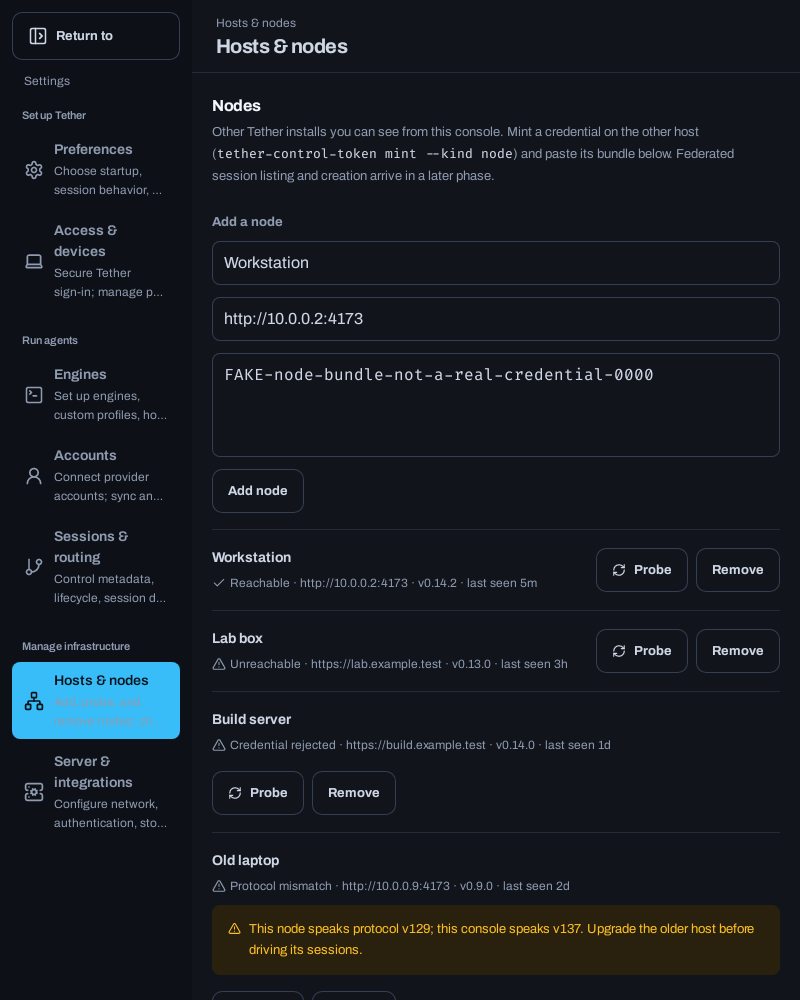 Return to
Settings
Set up Tether
Preferences
Choose startup,
session behavior, ...
Access &
devices
Secure Tether
sign-in; manage p...
Run agents
Engines
Set up engines,
custom profiles, ho...
Accounts
Connect provider
accounts; sync an...
Sessions &
routing
Control metadata,
lifecycle, session d...
Manage infrastructure
Hosts & nodes
Server &
integrations
Configure network,
authentication, sto...
Hosts & nodes
Hosts & nodes
Nodes
Other Tether installs you can see from this console. Mint a credential on the other host
(tether-control-token mint --kind node) and paste its bundle below. Federated
session listing and creation arrive in a later phase.
Add a node
Workstation
http://10.0.0.2:4173
FAKE-node-bundle-not-a-real-credential-0000
Add node
Workstation
Reachable · http://10.0.0.2:4173 · v0.14.2 · last seen 5m
Probe
Remove
Lab box
Unreachable · https://lab.example.test · v0.13.0 · last seen 3h
Probe
Remove
Build server
Credential rejected · https://build.example.test · v0.14.0 · last seen 1d
Probe
Remove
Old laptop
Protocol mismatch · http://10.0.0.9:4173 · v0.9.0 · last seen 2d
This node speaks protocol v129; this console speaks v137. Upgrade the older host before
driving its sessions.